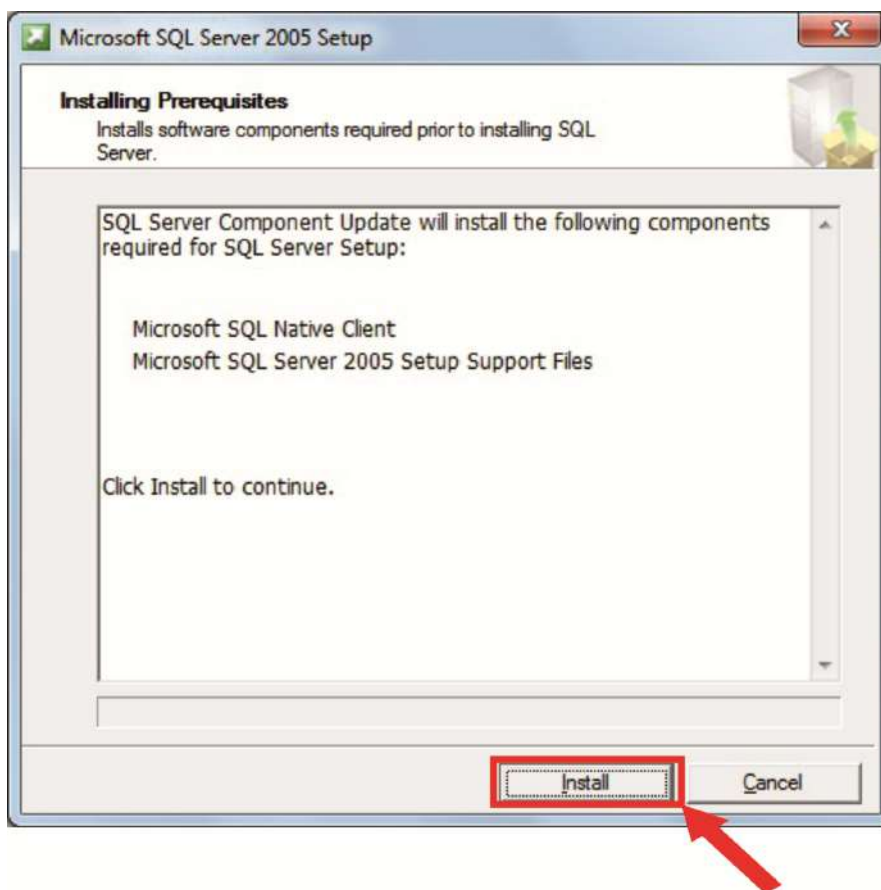 Microsoft SQL Server 2005 Setup
Installing Prerequisites
Installs software components required prior to installing SQL
Server.
SQL Server Component Update will install the following components
required for SQL Server Setup:
Microsoft SQL Native Client
Microsoft SQL Server 2005 Setup Support Files
Click Install to continue.
Install
Cancel